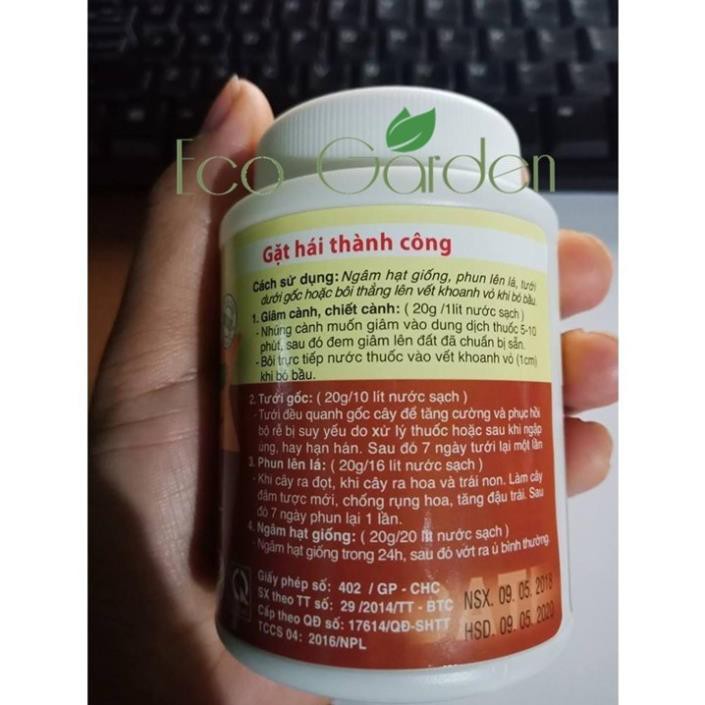 Eco Garden
Gặt hái thành công
Cách sử dụng: Ngâm hạt giống, phun lên lá, tưới
dưới gốc hoặc bôi thẳng lên vết khoanh vỏ khi bó bầu.
1. Giâm cành, chiết cành: ( 20g /1lít nước sạch )
- Nhúng cành muốn giâm vào dung dịch thuốc 5-10
phút, sau đó đem giâm lên đất đã chuẩn bị sẵn.
- Bôi trực tiếp nước thuốc vào vết khoanh vỏ (1cm)
khi bó bầu.
2. Tưới gốc: ( 20g/10 lít nước sạch )
- Tưới đều quanh gốc cây để tăng cường và phục hồi
bộ rễ bị suy yếu do xử lý thuốc hoặc sau khi ngập
úng, hay hạn hán. Sau đó 7 ngày tưới lại một lần
3. Phun lên lá: ( 20g/16 lít nước sạch )
- Khi cây ra đọt, khi cây ra hoa và trái non. Làm cây
đâm tược mới, chống rụng hoa, tăng đậu trái. Sau
đó 7 ngày phun lại 1 lần.
4. Ngâm hạt giống: ( 20g/20 lít nước sạch )
- Ngâm hạt giống trong 24h, sau đó vớt ra ủ bình thường.
Giấy phép số: 402 / GP - CHC
SX theo TT số: 29 /2014/TT - BTC
Cấp theo QĐ số: 17614/QĐ-SHTT
TCCS 04: 2016/NPL
NSX. 09. 05. 2018
HSD. 09. 05. 2020